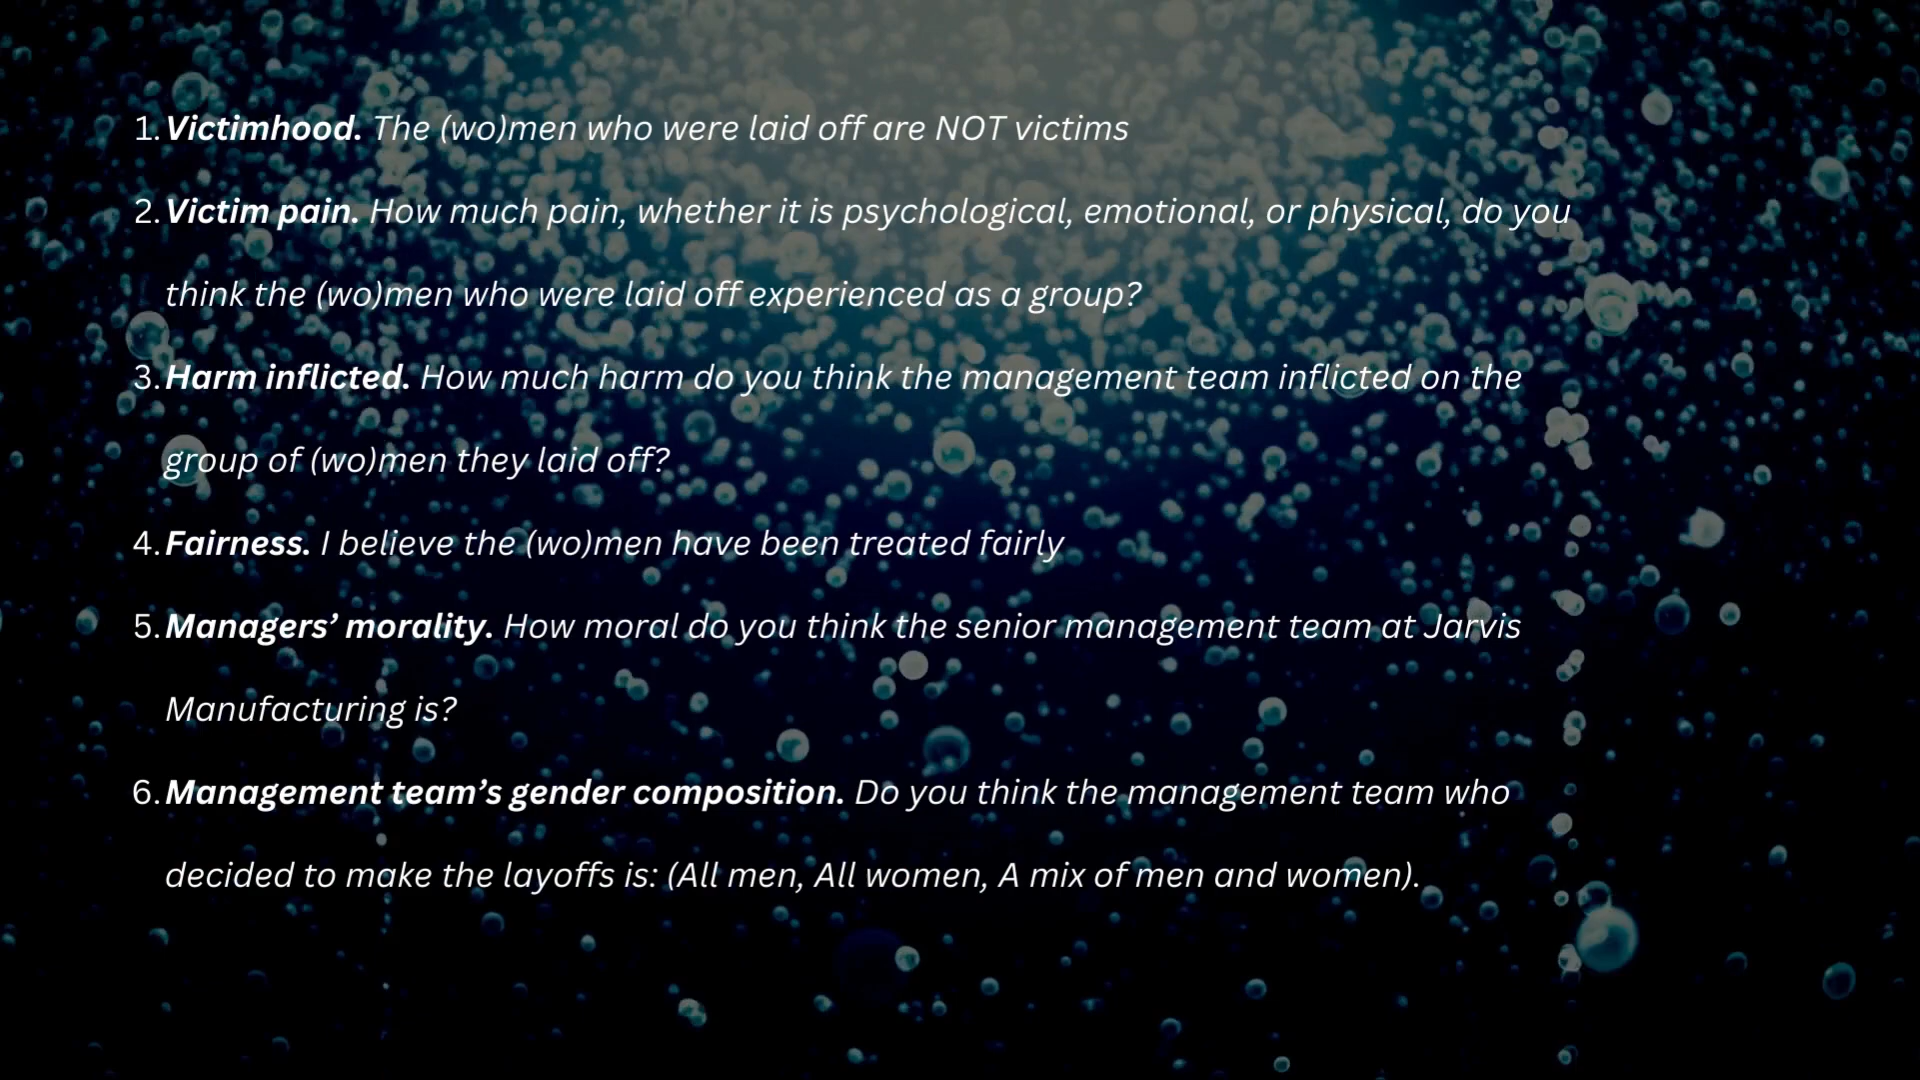 1. Victimhood. The (wo)men who were laid off are NOT victims
2. Victim pain. How much pain, whether it is psychological, emotional, or physical, do you
think the (wo)men who were laid off experienced as a group?
3. Harm inflicted. How much harm do you think the management team inflicted on the
group of (wo)men they laid off?
4. Fairness. I believe the (wo)men have been treated fairly
5. Managers’ morality. How moral do you think the senior management team at Jarvis
Manufacturing is?
6. Management team’s gender composition. Do you think the management team who
decided to make the layoffs is: (All men, All women, A mix of men and women).